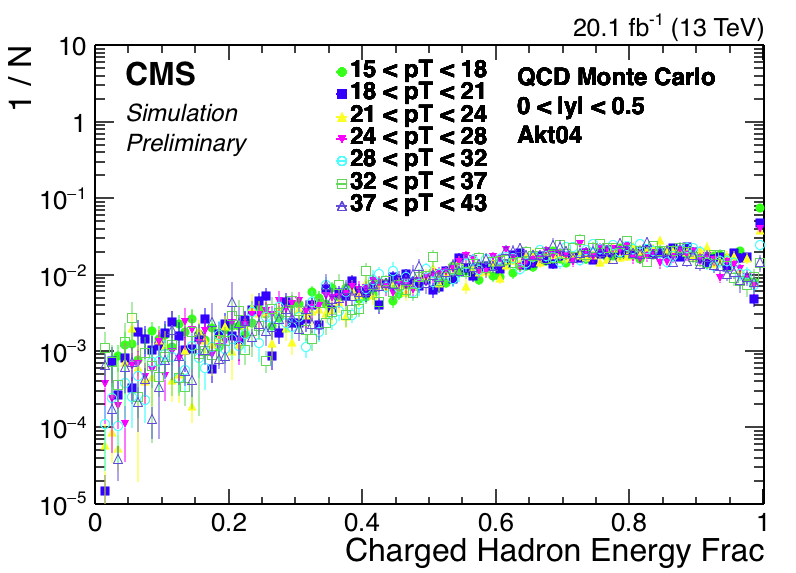 20.1 fb⁻¹ (13 TeV)
1 / N
CMS
Simulation
Preliminary
15 < pT < 18
18 < pT < 21
21 < pT < 24
24 < pT < 28
28 < pT < 32
32 < pT < 37
37 < pT < 43
QCD Monte Carlo
0 < lyl < 0.5
Akt04
10
1
10⁻¹
10⁻²
10⁻³
10⁻⁴
10⁻⁵
0 0.2 0.4 0.6 0.8 1
Charged Hadron Energy Frac